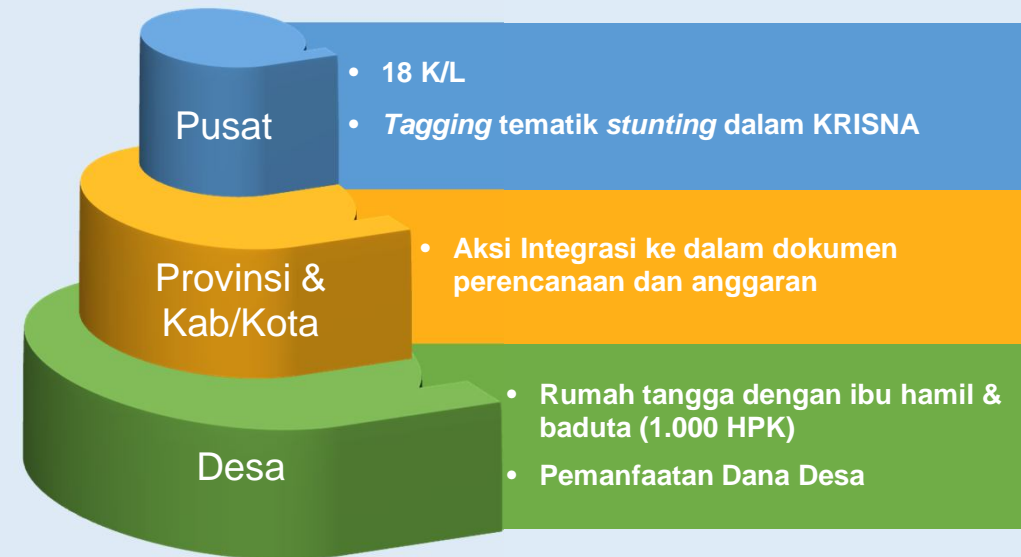 Pusat
• 18 K/L
• Tagging tematik stunting dalam KRISNA
Provinsi &
Kab/Kota
• Aksi Integrasi ke dalam dokumen
perencanaan dan anggaran
Desa
• Rumah tangga dengan ibu hamil &
baduta (1.000 HPK)
• Pemanfaatan Dana Desa